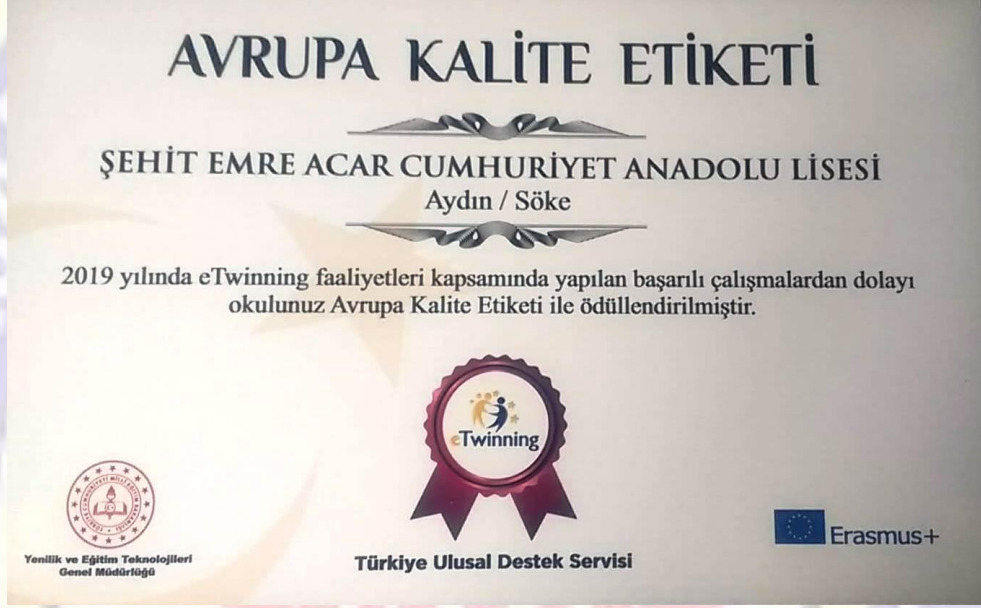 AVRUPA KALİTE ETİKETİ
ŞEHİT EMRE ACAR CUMHURİYET ANADOLU LİSESİ
Aydın / Söke
2019 yılında eTwinning faaliyetleri kapsamında yapılan başarılı çalışmalardan dolayı
okulunuz Avrupa Kalite Etiketi ile ödüllendirilmiştir.
eTwinning
Yenilik ve Eğitim Teknolojileri
Genel Müdürlüğü
Türkiye Ulusal Destek Servisi
Erasmus+